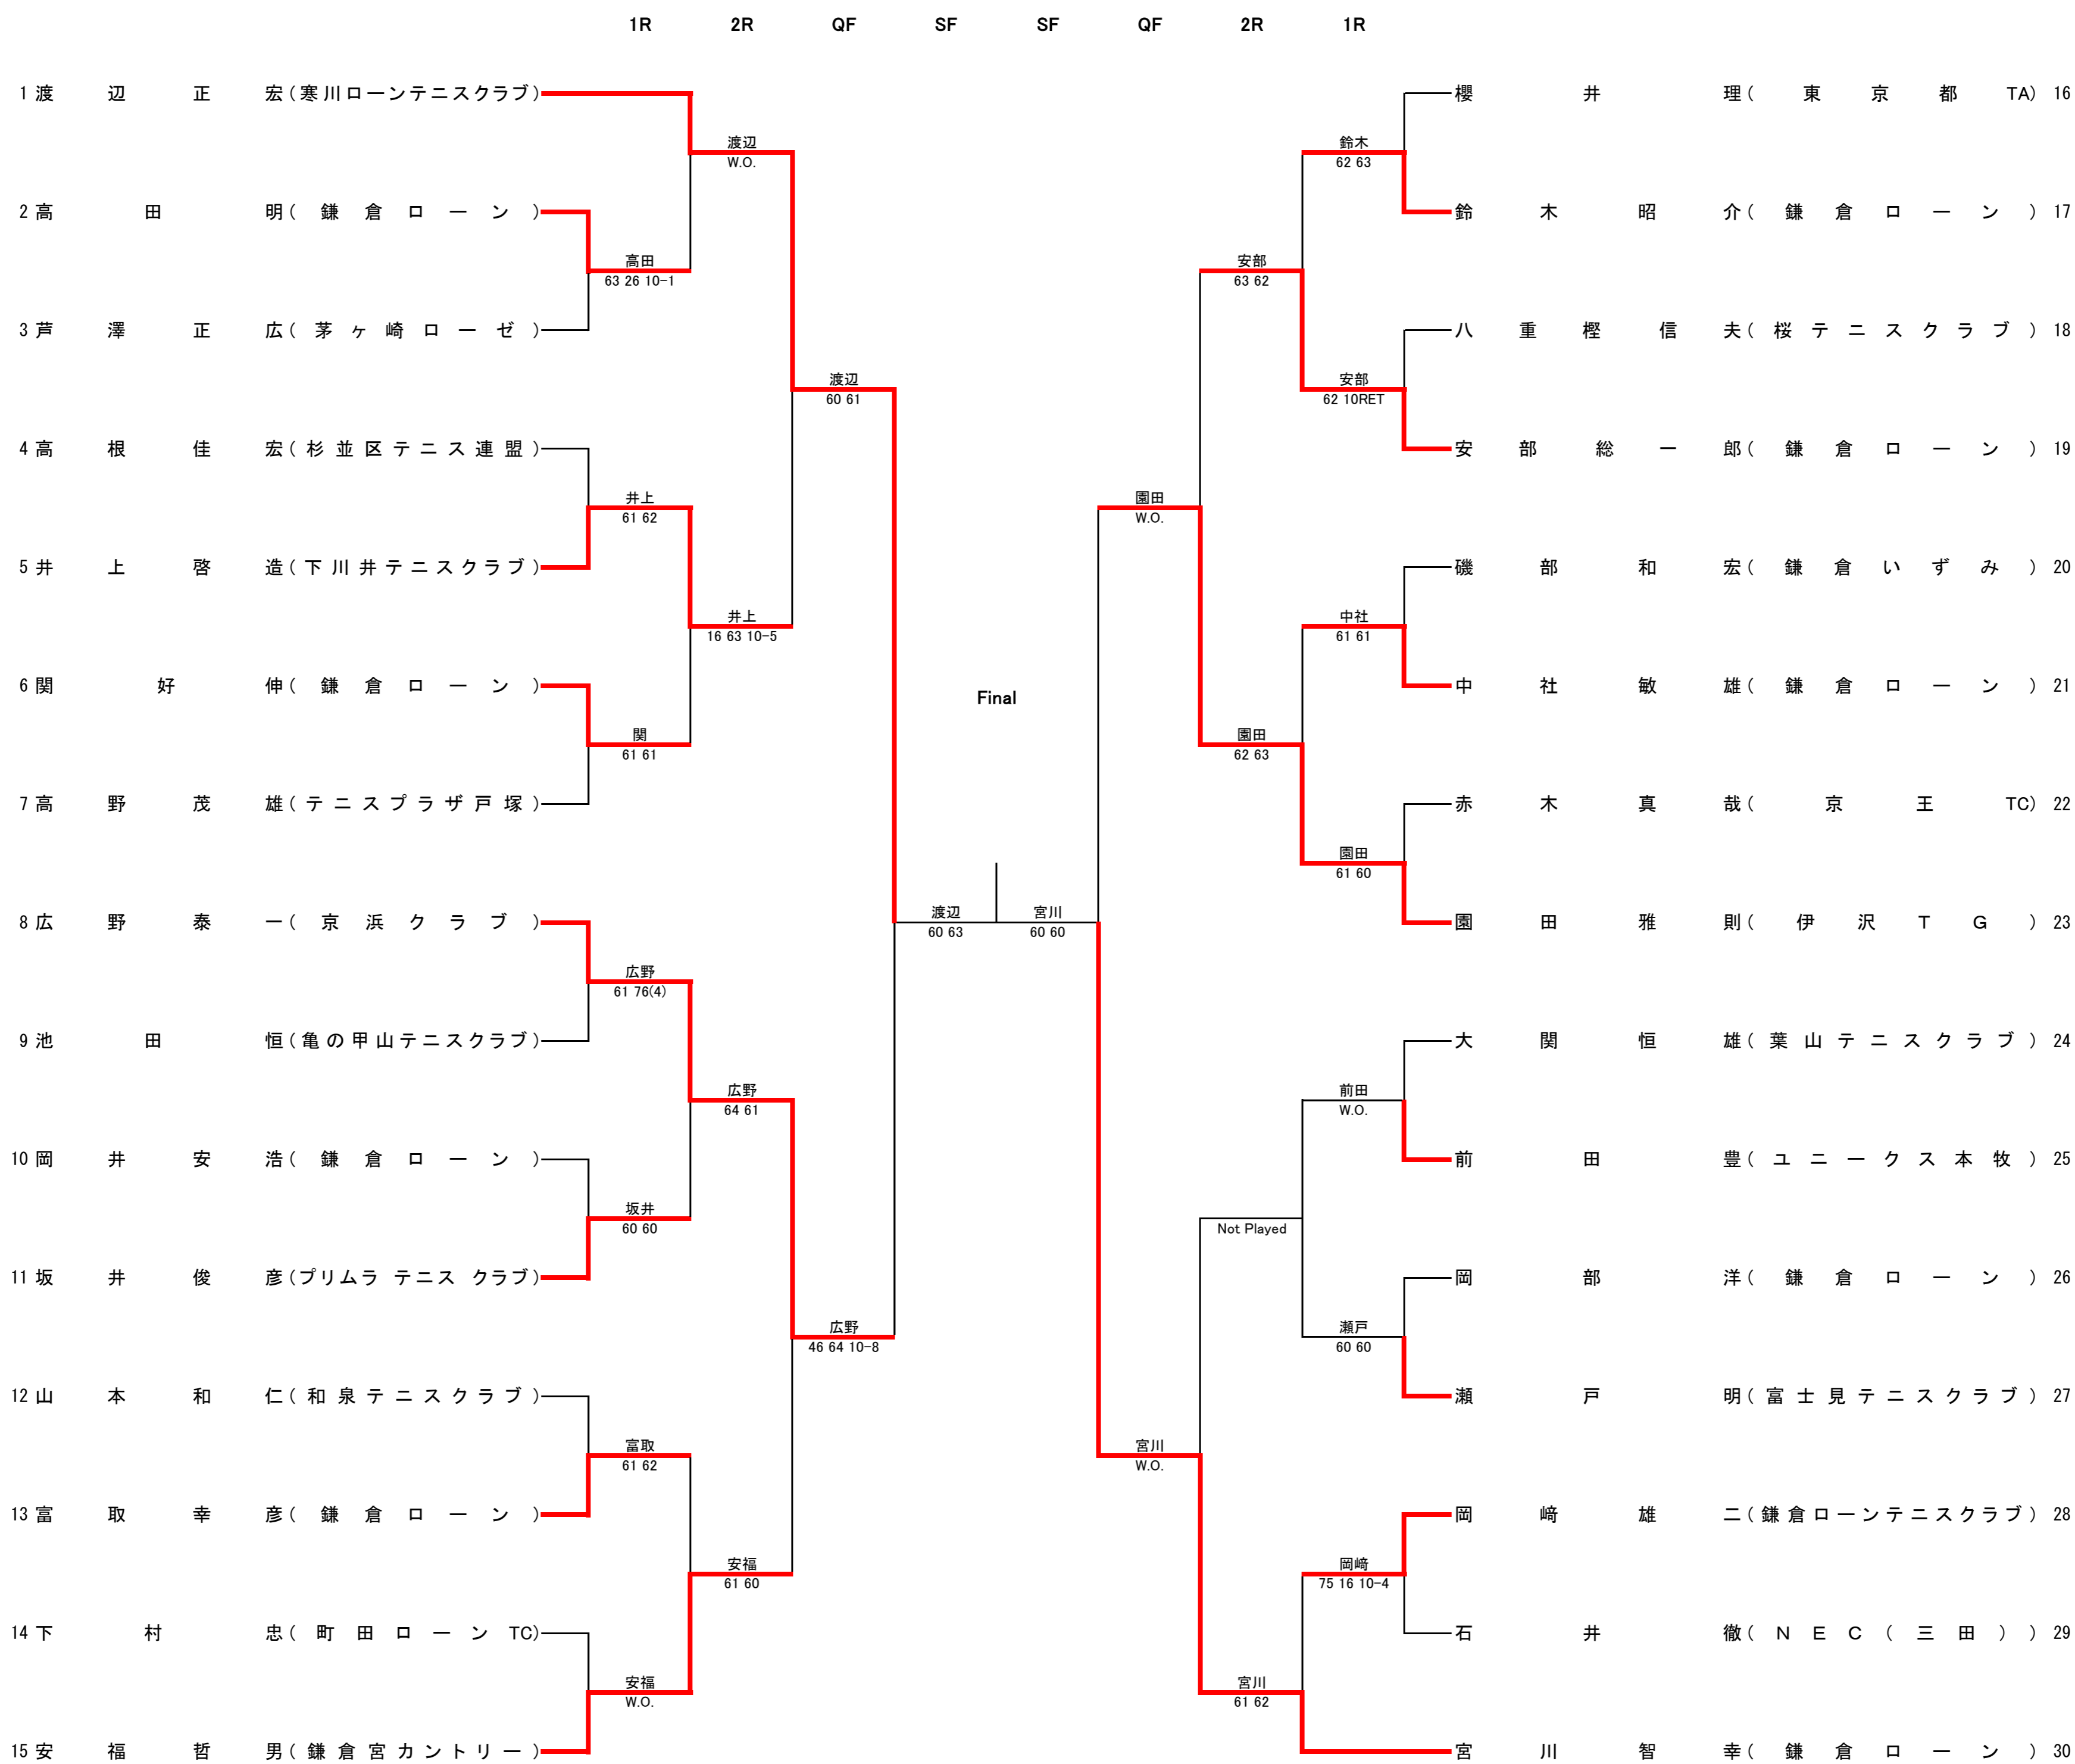 1R 2R QF SF SF QF 2R 1R
1 渡辺正宏(寒川ローンテニスクラブ)
2 高田明(鎌倉ローン)
3 芦澤正広(茅ヶ崎ローゼ)
4 高根佳宏(杉並区テニス連盟)
5 井上啓造(下川井テニスクラブ)
6 関好伸(鎌倉ローン)
7 高野茂雄(テニスプラザ戸塚)
8 広野泰一(京浜クラブ)
9 池田恒(亀の甲山テニスクラブ)
10 岡井安浩(鎌倉ローン)
11 坂井俊彦(プリムラ テニス クラブ)
12 山本和仁(和泉テニスクラブ)
13 富取幸彦(鎌倉ローン)
14 下村忠(町田ローンTC)
15 安福哲男(鎌倉宮カントリー)
高田
63 26 10-1
井上
61 62
関
61 61
広野
61 76(4)
坂井
60 60
富取
61 62
安福
W.O.
渡辺
W.O.
井上
16 63 10-5
広野
64 61
安福
61 60
渡辺
60 61
広野
46 64 10-8
渡辺
60 63
Final
宮川
60 60
園田
W.O.
宮川
W.O.
安部
63 62
園田
62 63
Not Played
宮川
61 62
鈴木
62 63
安部
62 10RET
中社
61 61
園田
61 60
前田
W.O.
瀬戸
60 60
岡﨑
75 16 10-4
櫻井理(東京都TA) 16
鈴木昭介(鎌倉ローン) 17
八重樫信夫(桜テニスクラブ) 18
安部総一郎(鎌倉ローン) 19
磯部和宏(鎌倉いずみ) 20
中社敏雄(鎌倉ローン) 21
赤木真哉(京王TC) 22
園田雅則(伊沢TG) 23
大関恒雄(葉山テニスクラブ) 24
前田豊(ユニークス本牧) 25
岡部洋(鎌倉ローン) 26
瀬戸明(富士見テニスクラブ) 27
岡﨑雄二(鎌倉ローンテニスクラブ) 28
石井徹(NEC(三田)) 29
宮川智幸(鎌倉ローン) 30